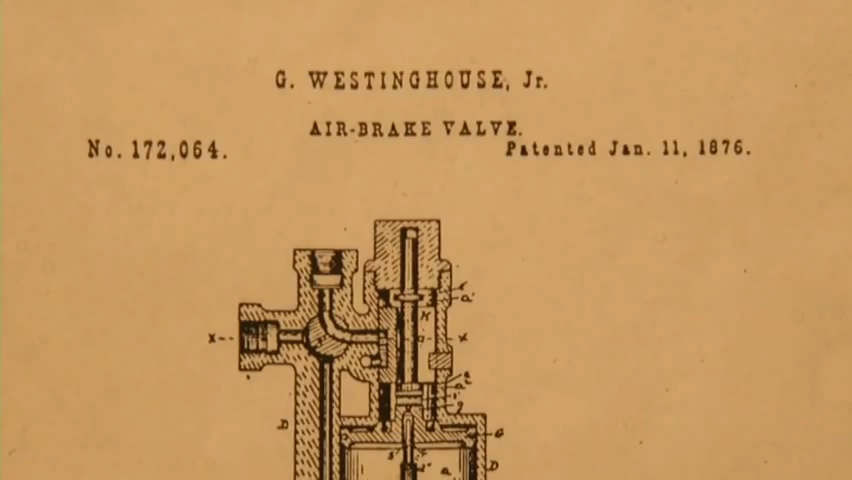 G. WESTINGHOUSE, Jr.
AIR-BRAKE VALVE.
No. 172,064.
Patented Jan. 11, 1876.